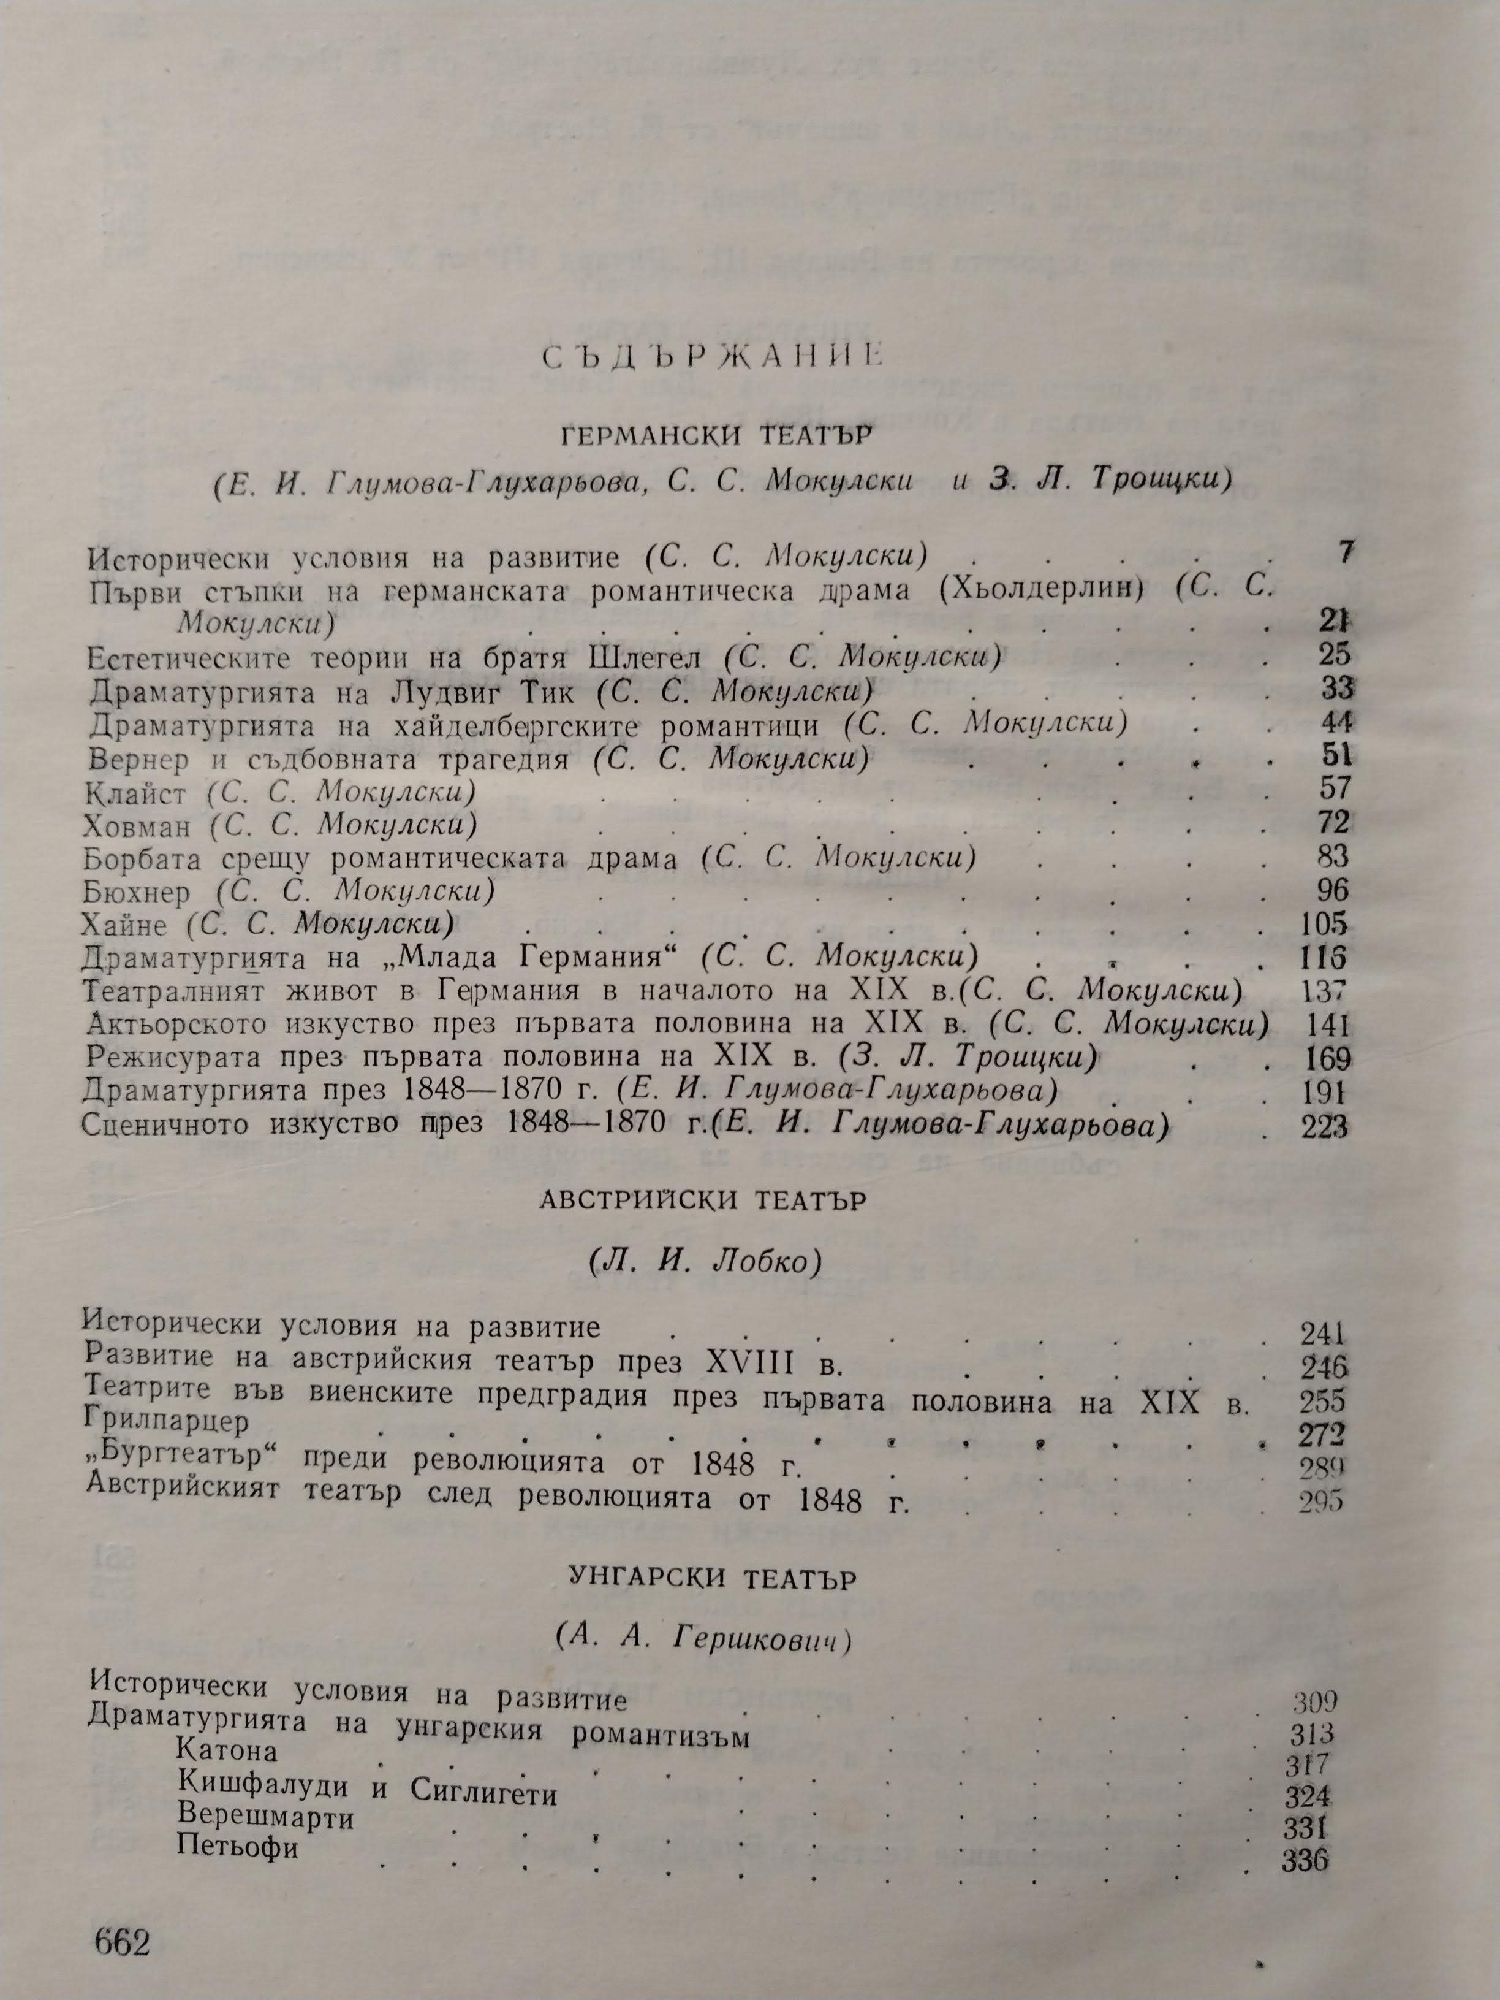 СЪДЪРЖАНИЕ
ГЕРМАНСКИ ТЕАТЪР
(Е. И. Глумова-Глухарьова, С. С. Мокулски и З. Л. Троицки)
Исторически условия на развитие (С. С. Мокулски) . . . . . 7
Първи стъпки на германската романтическа драма (Хьолдерлин) (С. С.
Мокулски) . . . . . . . . . . . 21
Естетическите теории на братя Шлегел (С. С. Мокулски) . . . 25
Драматургията на Лудвиг Тик (С. С. Мокулски) . . . . . 33
Драматургията на хайделбергските романтици (С. С. Мокулски) . . 44
Вернер и съдбовната трагедия (С. С. Мокулски) . . . . . 51
Клайст (С. С. Мокулски) . . . . . . . . . . 57
Ховман (С. С. Мокулски) . . . . . . . . . . 72
Борбата срещу романтическата драма (С. С. Мокулски) . . . . 83
Бюхнер (С. С. Мокулски) . . . . . . . . . . 96
Хайне (С. С. Мокулски) . . . . . . . . . . . 105
Драматургията на „Млада Германия“ (С. С. Мокулски) . . . . 116
Театралният живот в Германия в началото на XIX в.(С. С. Мокулски) 137
Актьорското изкуство през първата половина на XIX в. (С. С. Мокулски) 141
Режисурата през първата половина на XIX в. (З. Л. Троицки) . . 169
Драматургията през 1848—1870 г. (Е. И. Глумова-Глухарьова) . . . 191
Сценичното изкуство през 1848—1870 г.(Е. И. Глумова-Глухарьова) . 223
АВСТРИЙСКИ ТЕАТЪР
(Л. И. Лобко)
Исторически условия на развитие . . . . . . . . . 241
Развитие на австрийския театър през XVIII в. . . . . . 246
Театрите във виенските предградия през първата половина на XIX в. 255
Грилпарцер . . . . . . . . . . . . . 272
„Бургтеатър“ преди революцията от 1848 г. . . . . . . 289
Австрийският театър след революцията от 1848 г. . . . . . 295
УНГАРСКИ ТЕАТЪР
(А. А. Гершкович)
Исторически условия на развитие . . . . . . . . 309
Драматургията на унгарския романтизъм . . . . . . 313
Катона . . . . . . . . . . . . . 317
Кишфалуди и Сиглигети . . . . . . . . 324
Верешмарти . . . . . . . . . . . . 331
Петьофи . . . . . . . . . . . . . 336
662